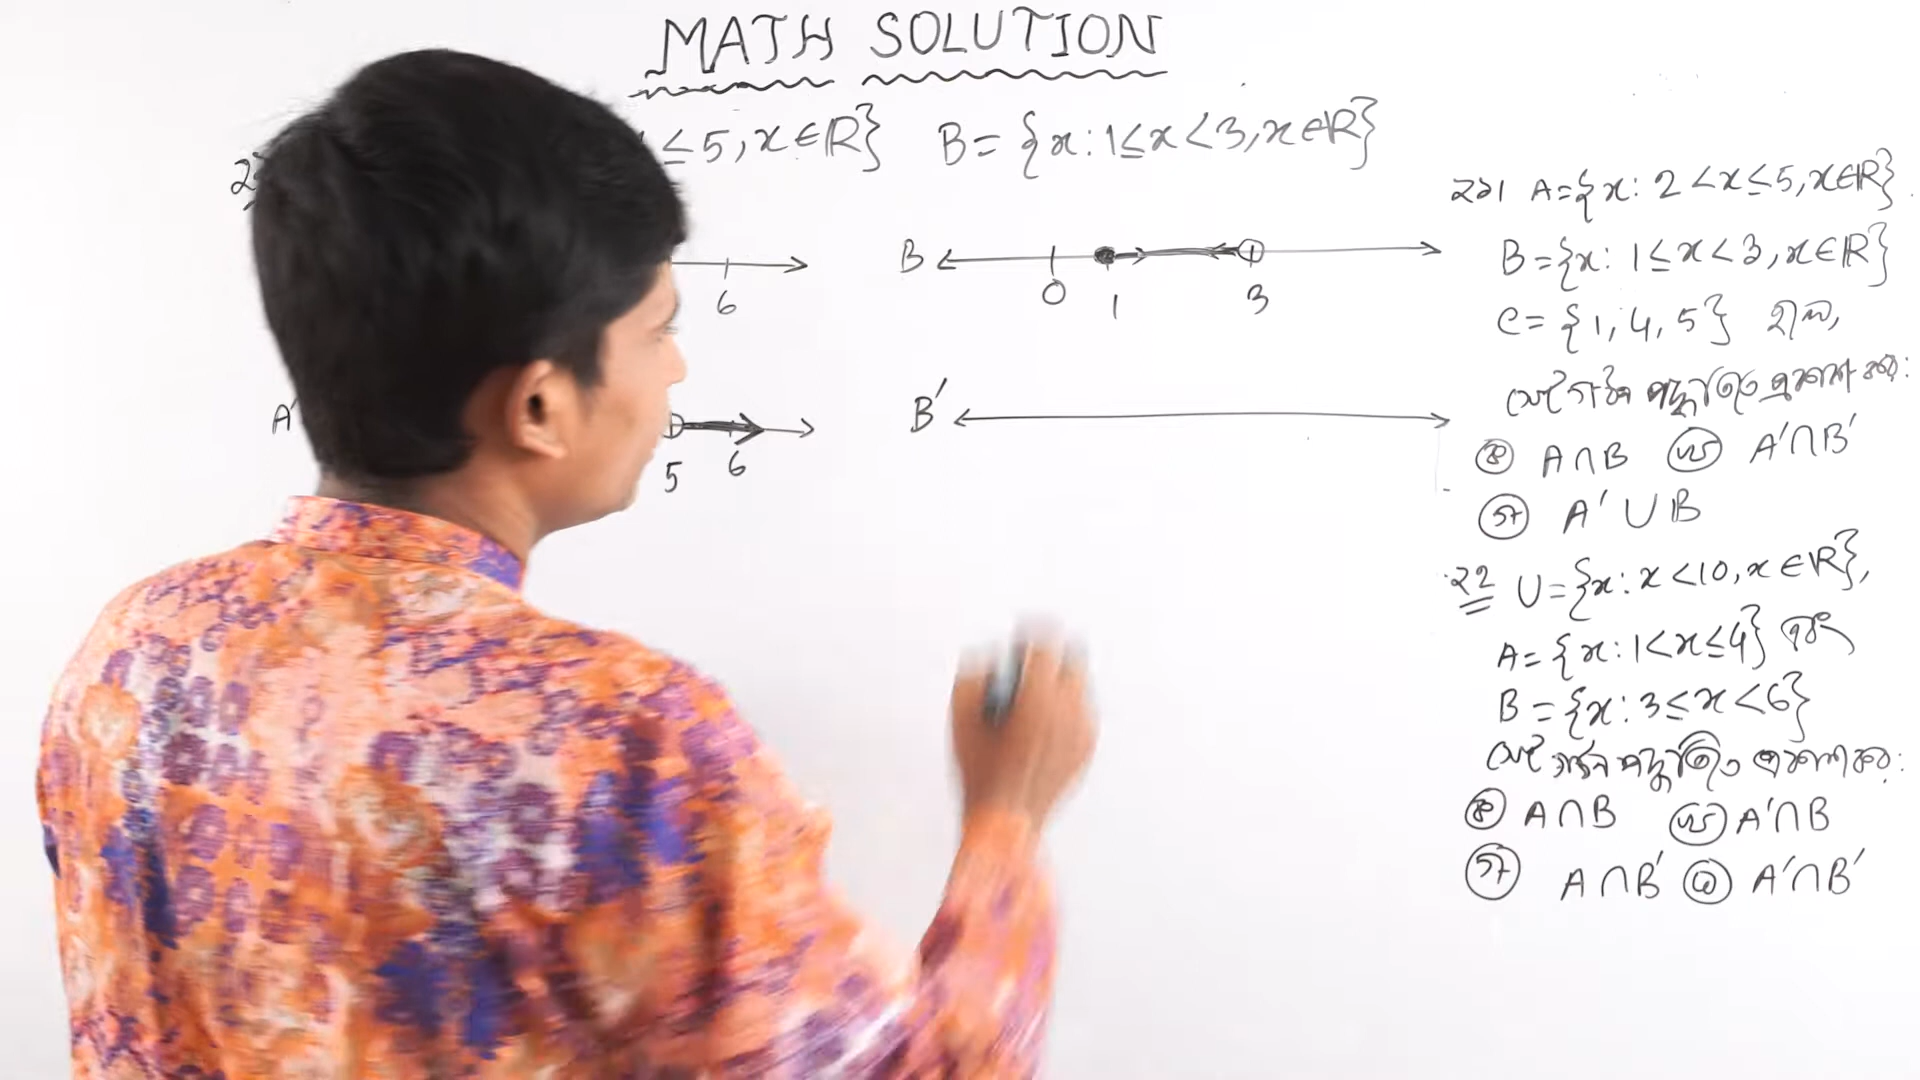 MATH SOLUTION
≤5, x∈ℝ} B={x:1≤x<3, x∈ℝ}
6
B 0 1 3
A′ 5 6
B′
২১। A={x: 2<x≤5, x∈ℝ}
B={x: 1≤x<3, x∈ℝ}
C={1, 4, 5} হলে,
সেট গঠন পদ্ধতিতে প্রকাশ কর:
ক A∩B খ A′∩B′
গ A′∪B
২২ U={x: x<10, x∈ℝ},
A={x: 1<x≤4} এবং
B={x: 3≤x<6}
সেট গঠন পদ্ধতিতে প্রকাশ কর:
ক A∩B খ A′∩B
গ A∩B′ ঘ A′∩B′